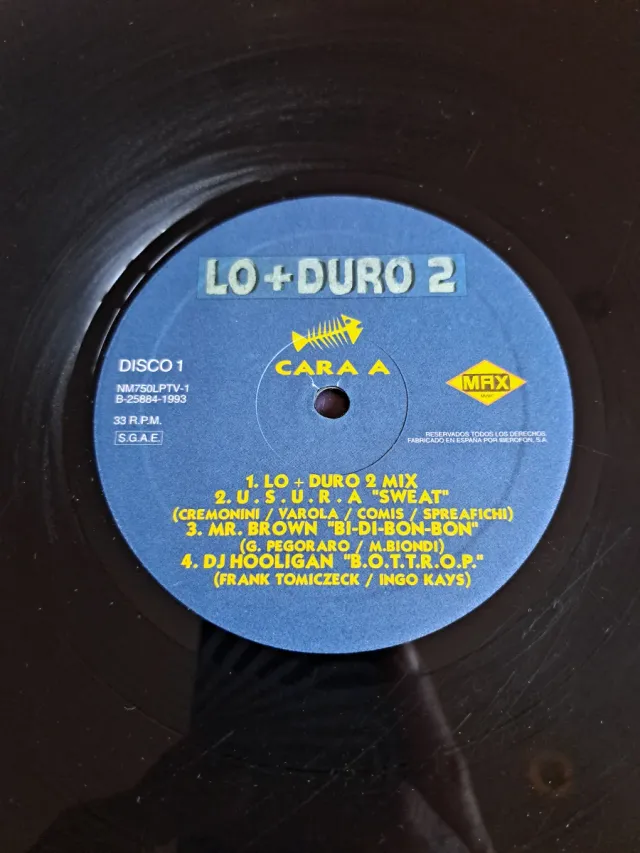 LO + DURO 2
CARA A
DISCO 1
NM750LPTV-1
B-25884-1993
33 R.P.M.
S.G.A.E.
MAX
MUSIC
RESERVADOS TODOS LOS DERECHOS.
FABRICADO EN ESPAÑA POR IBEROFON, S.A.
1. LO + DURO 2 MIX
2. U . S . U . R . A "SWEAT"
(CREMONINI / VAROLA / COMIS / SPREAFICHI)
3. MR. BROWN "BI-DI-BON-BON"
(G. PEGORARO / M.BIONDI)
4. DJ HOOLIGAN "B.O.T.T.R.O.P."
(FRANK TOMICZECK / INGO KAYS)